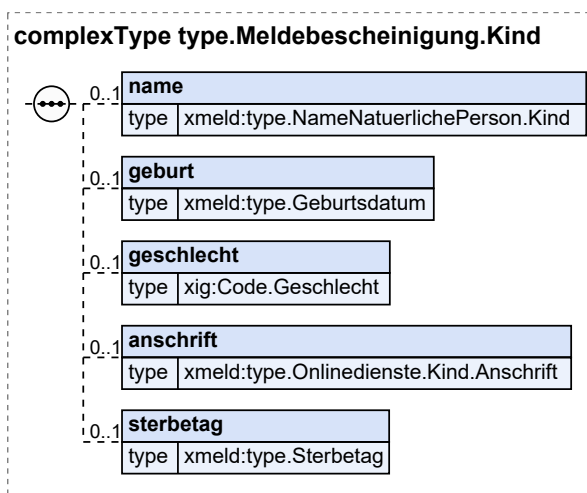 complexType type.Meldebescheinigung.Kind
0..1 name
type xmeld:type.NameNatuerlichePerson.Kind
0..1 geburt
type xmeld:type.Geburtsdatum
0..1 geschlecht
type xig:Code.Geschlecht
0..1 anschrift
type xmeld:type.Onlinedienste.Kind.Anschrift
0..1 sterbetag
type xmeld:type.Sterbetag